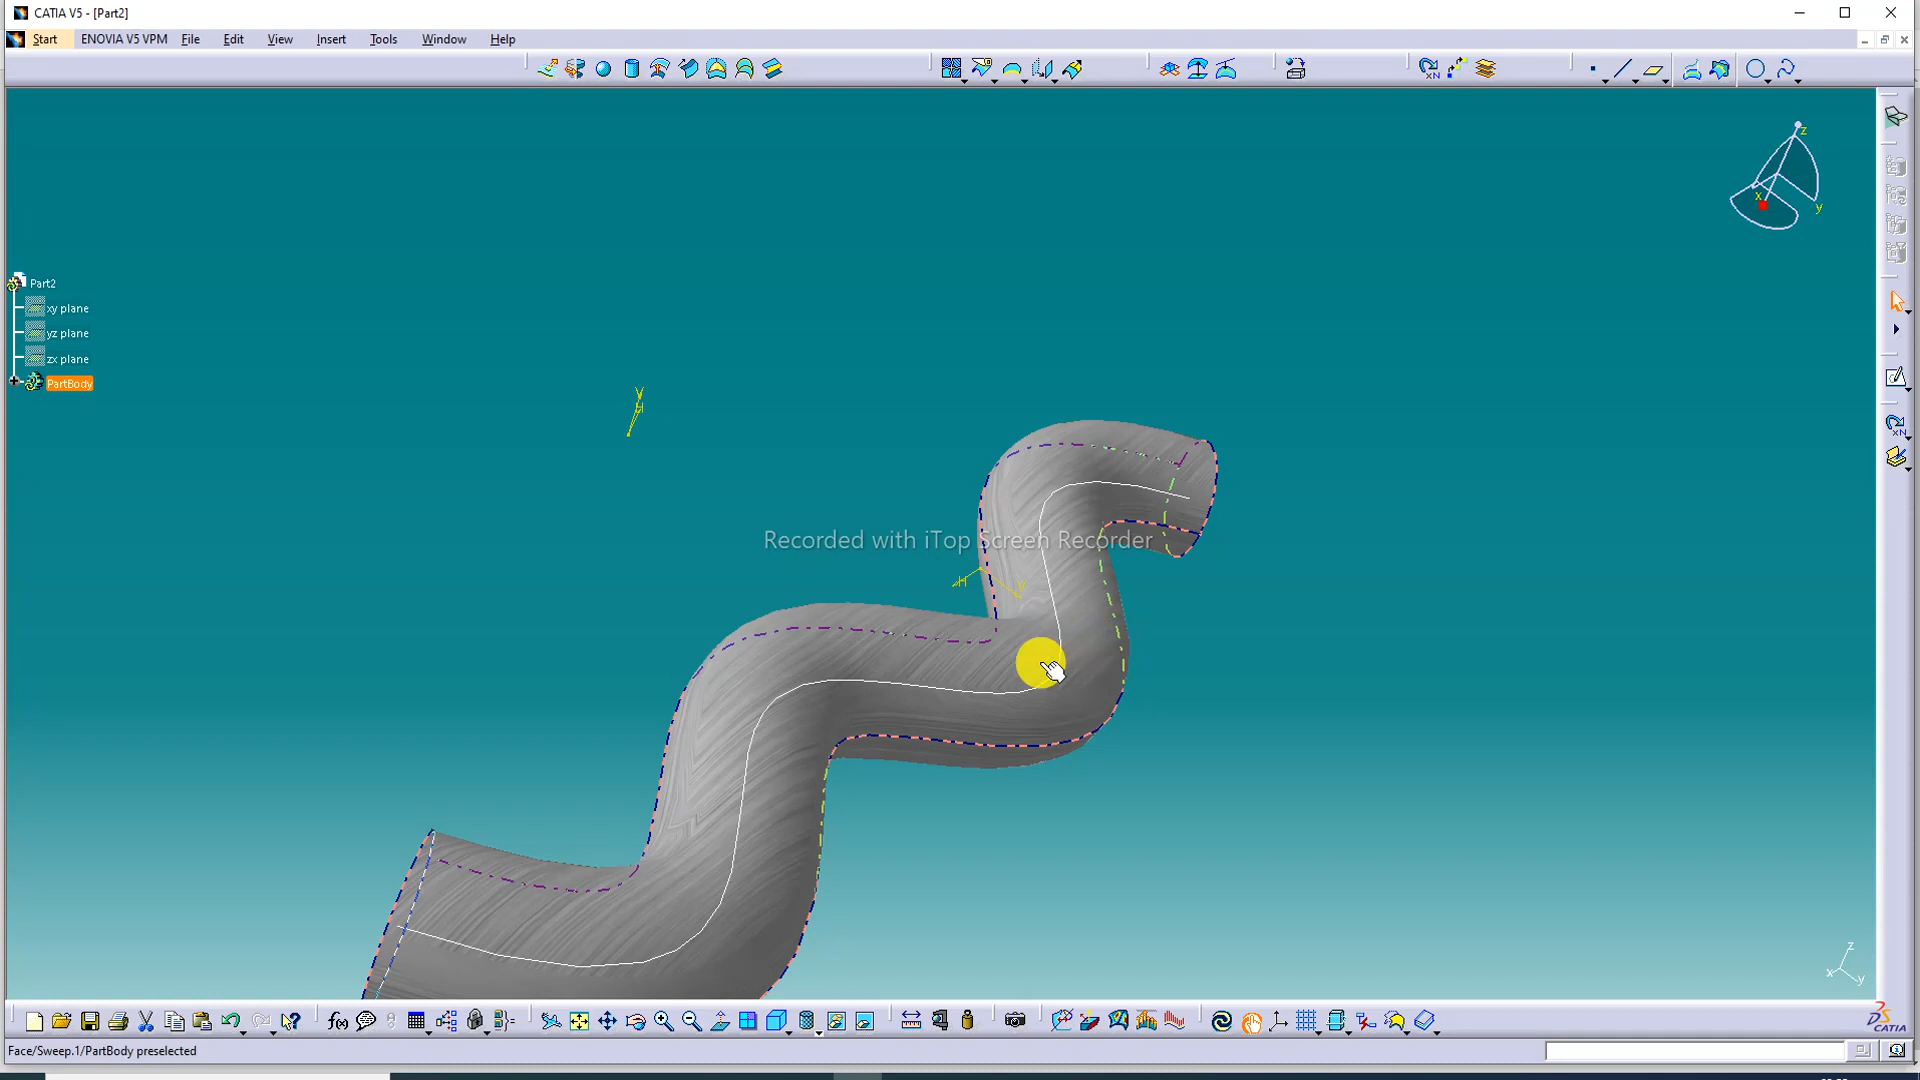 CATIA V5 - [Part2]
Start ENOVIA V5 VPM File Edit View Insert Tools Window Help
Part2
xy plane
yz plane
zx plane
PartBody
z
x
y
V
H
Recorded with iTop Screen Recorder
H
V
z
x
y
f(x)
CATIA
Face/Sweep.1/PartBody preselected